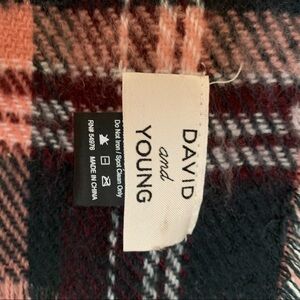 DAVID
and
YOUNG
Do Not Iron / Spot Clean Only
RN# 54978 MADE IN CHINA